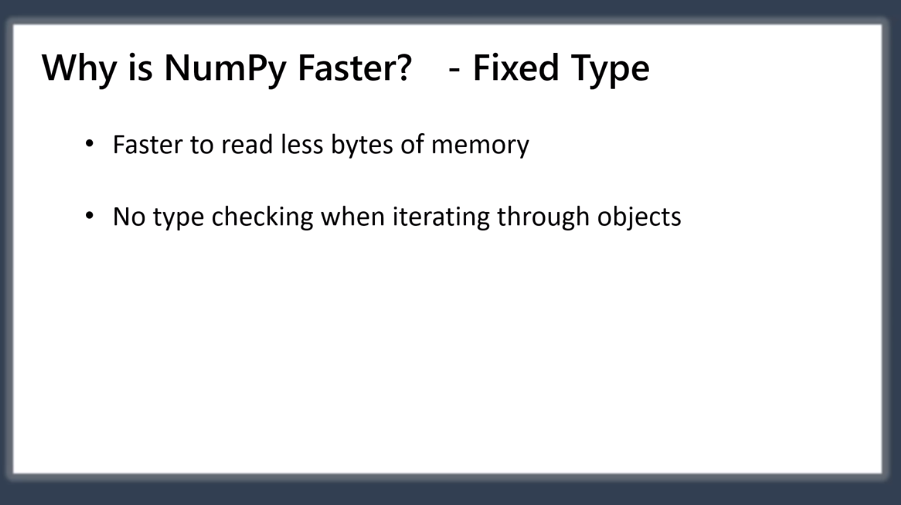 Why is NumPy Faster? - Fixed Type
• Faster to read less bytes of memory
• No type checking when iterating through objects